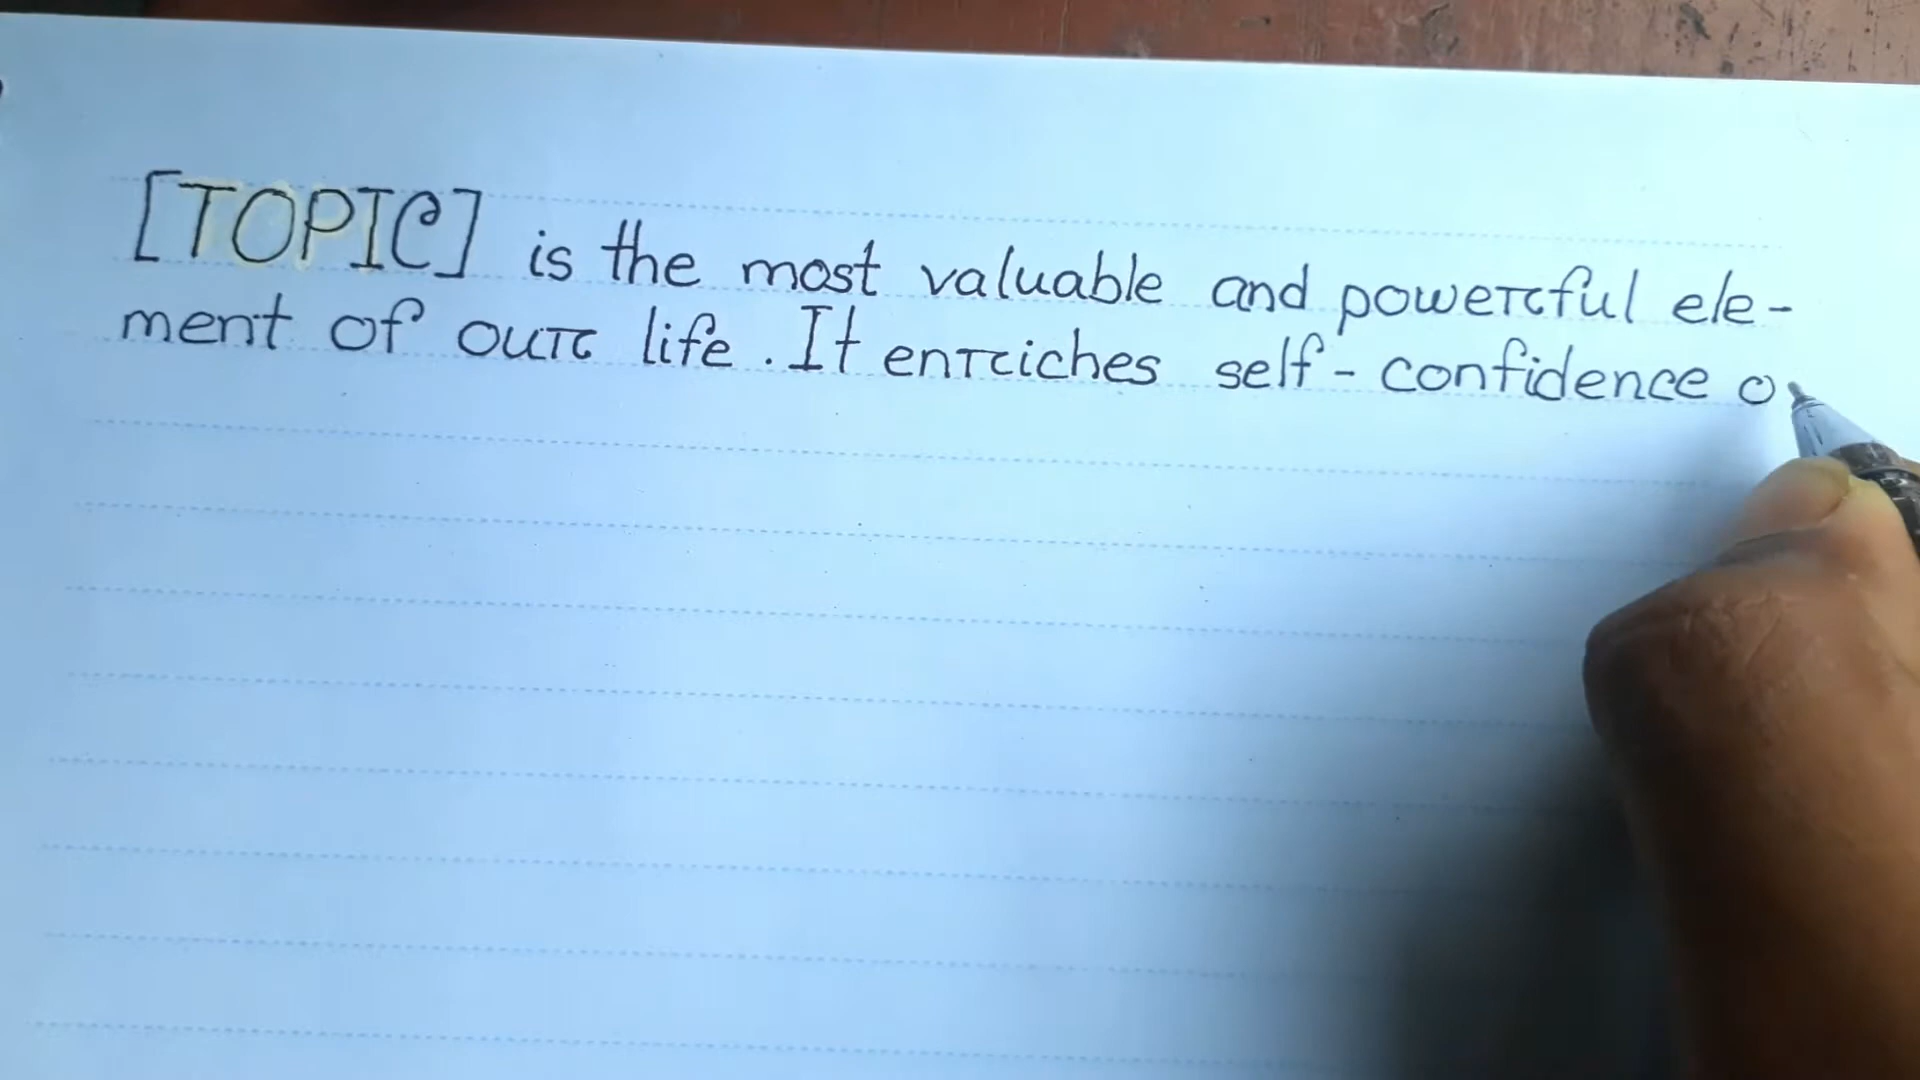 [TOPIC] is the most valuable and powerful ele-
ment of our life. It enriches self-confidence o